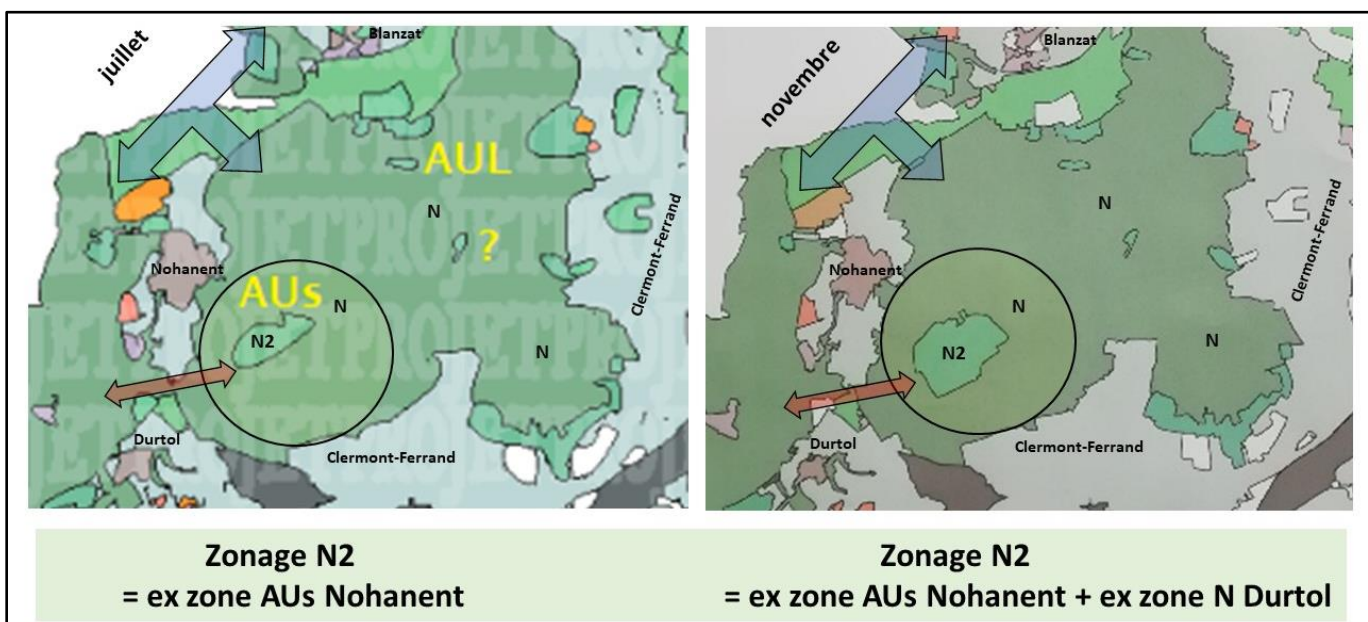 juillet
Blanzat
AUL
N
?
Clermont-Ferrand
Nohanent
AUs
N
N2
N
Durtol
Clermont-Ferrand
PROJETPROJET
novembre
Blanzat
N
Clermont-Ferrand
Nohanent
N
N2
N
Durtol
Clermont-Ferrand
Zonage N2
= ex zone AUs Nohanent
Zonage N2
= ex zone AUs Nohanent + ex zone N Durtol